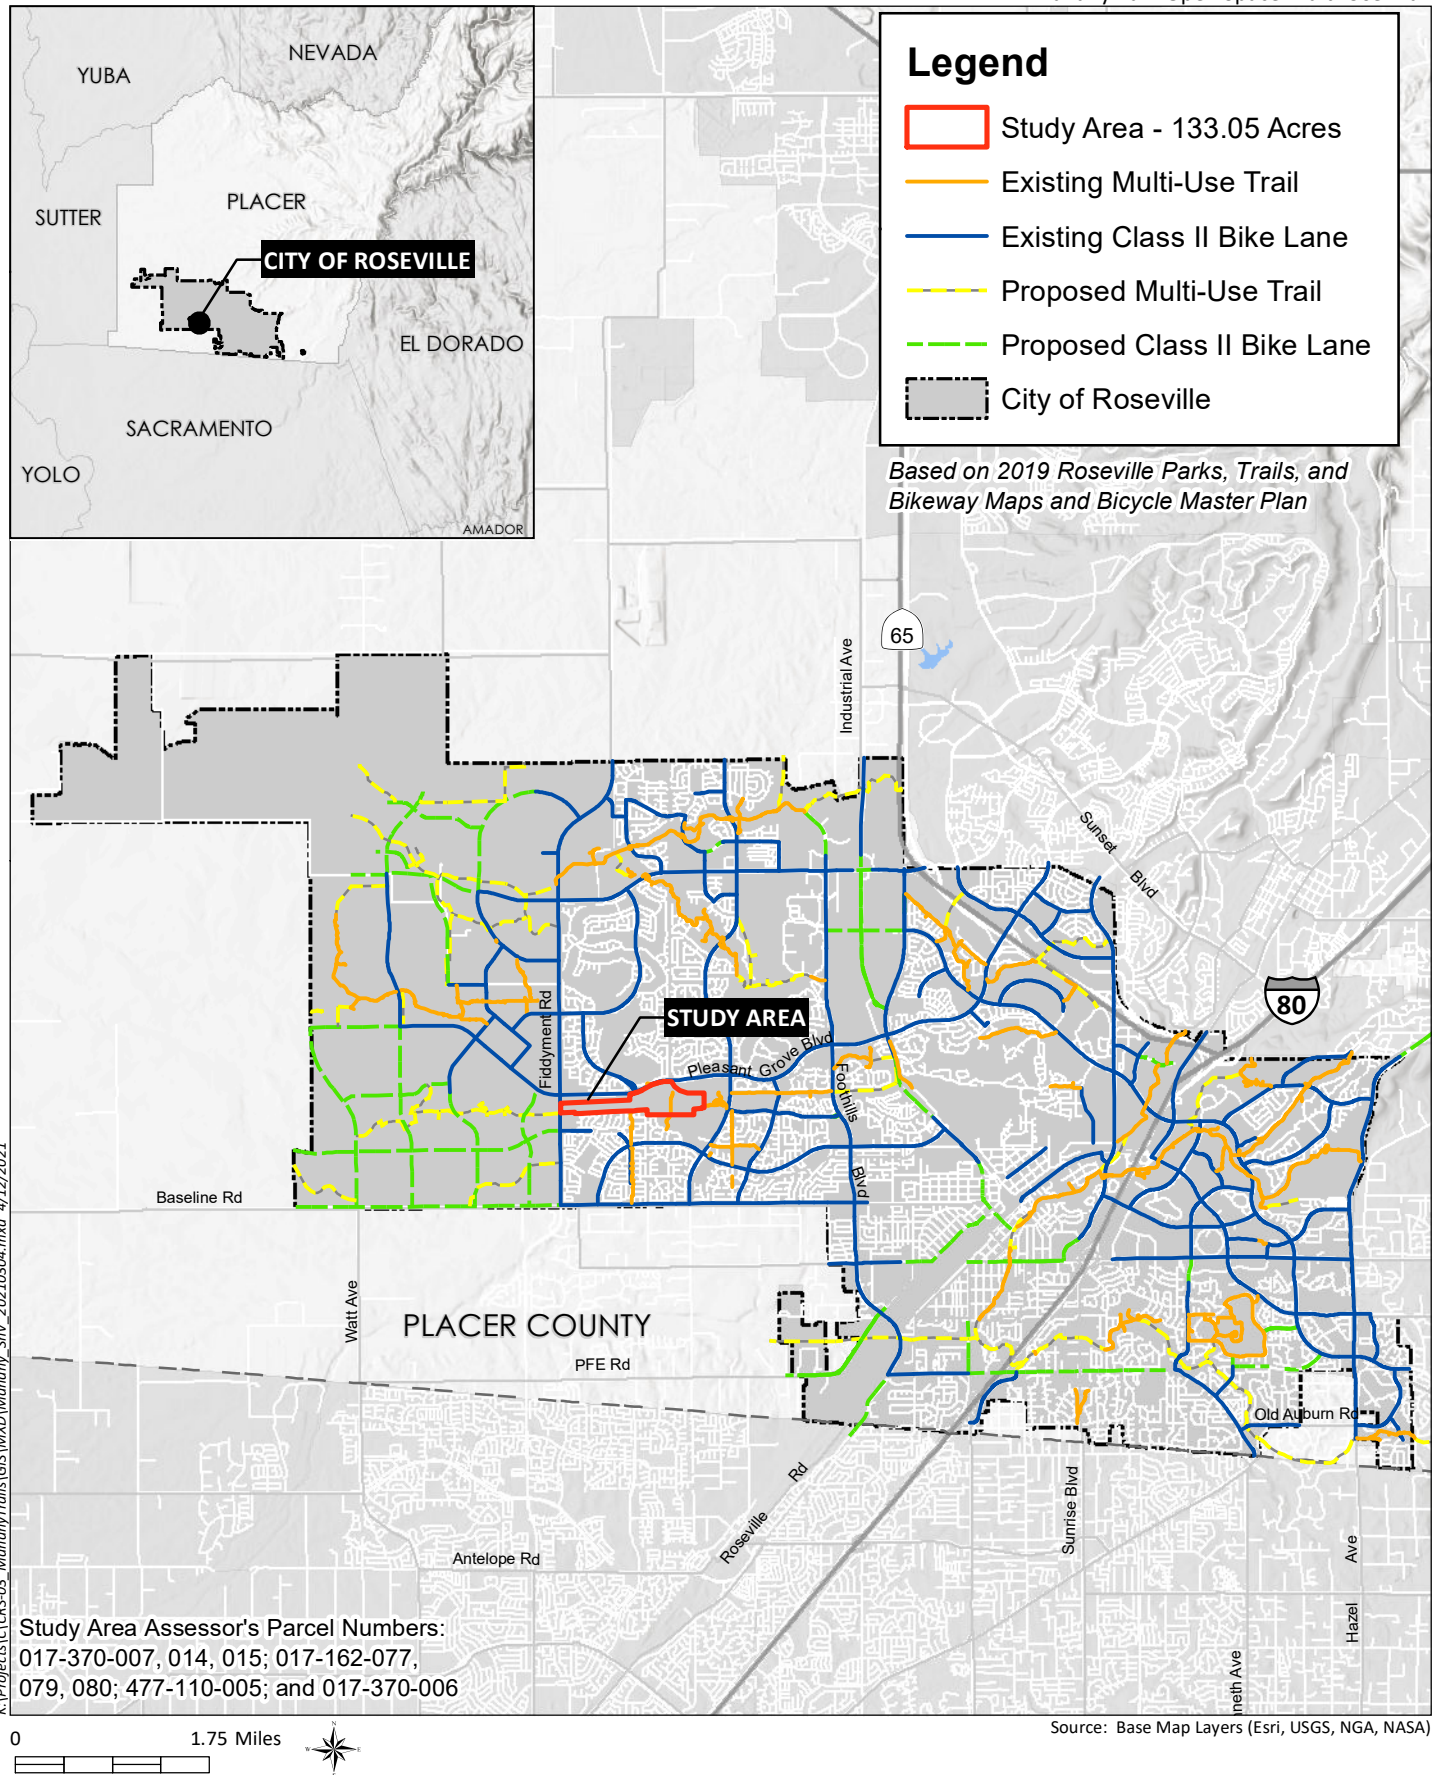 NEVADA
YUBA
PLACER
SUTTER
CITY OF ROSEVILLE
EL DORADO
SACRAMENTO
YOLO
AMADOR
Legend
Study Area - 133.05 Acres
Existing Multi-Use Trail
Existing Class II Bike Lane
Proposed Multi-Use Trail
Proposed Class II Bike Lane
City of Roseville
Based on 2019 Roseville Parks, Trails, and
Bikeway Maps and Bicycle Master Plan
65
Industrial Ave
Sunset
Blvd
80
Fiddyment Rd
STUDY AREA
Pleasant Grove Blvd
Foothills
Blvd
Baseline Rd
Watt Ave
PLACER COUNTY
PFE Rd
Old Auburn Rd
Roseville
Rd
Sunrise Blvd
Antelope Rd
Ave
Hazel
Ave
Study Area Assessor's Parcel Numbers:
017-370-007, 014, 015; 017-162-077,
079, 080; 477-110-005; and 017-370-006
0 1.75 Miles
N
W E
Source: Base Map Layers (Esri, USGS, NGA, NASA)